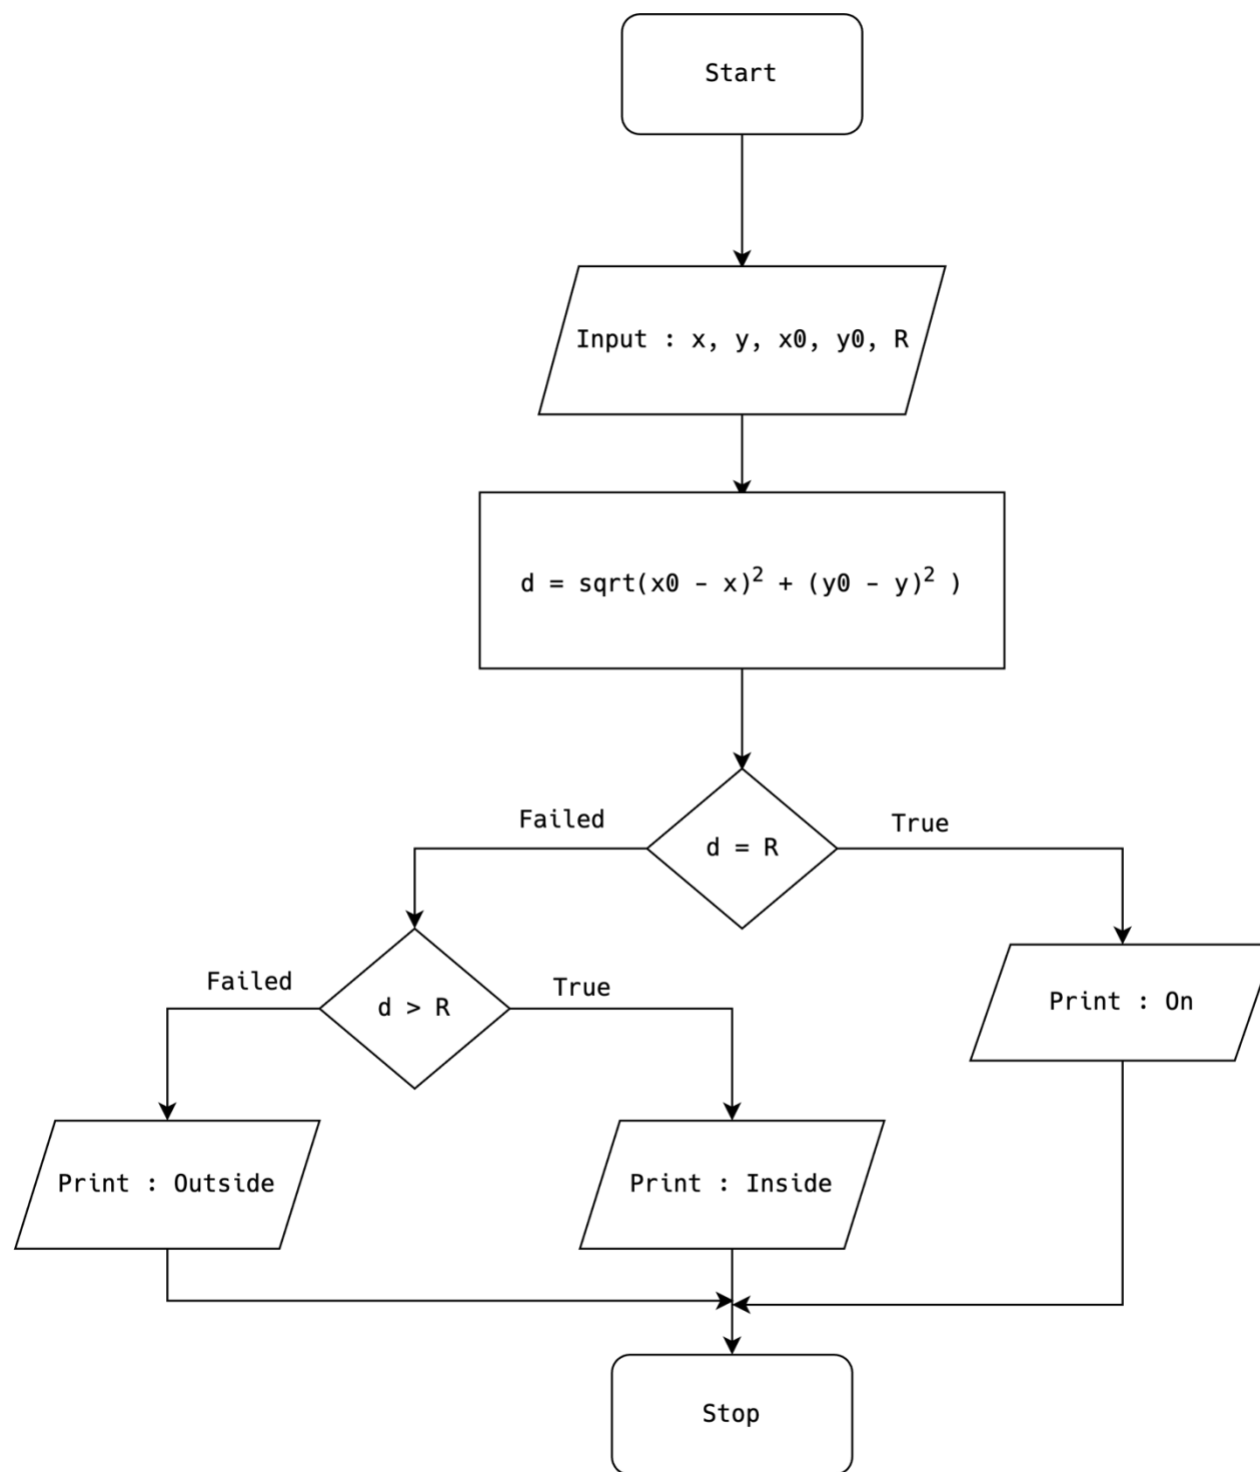 Start
Input : x, y, x0, y0, R
d = sqrt(x0 - x)² + (y0 - y)² )
Failed
True
d = R
Failed
True
d > R
Print : On
Print : Outside
Print : Inside
Stop